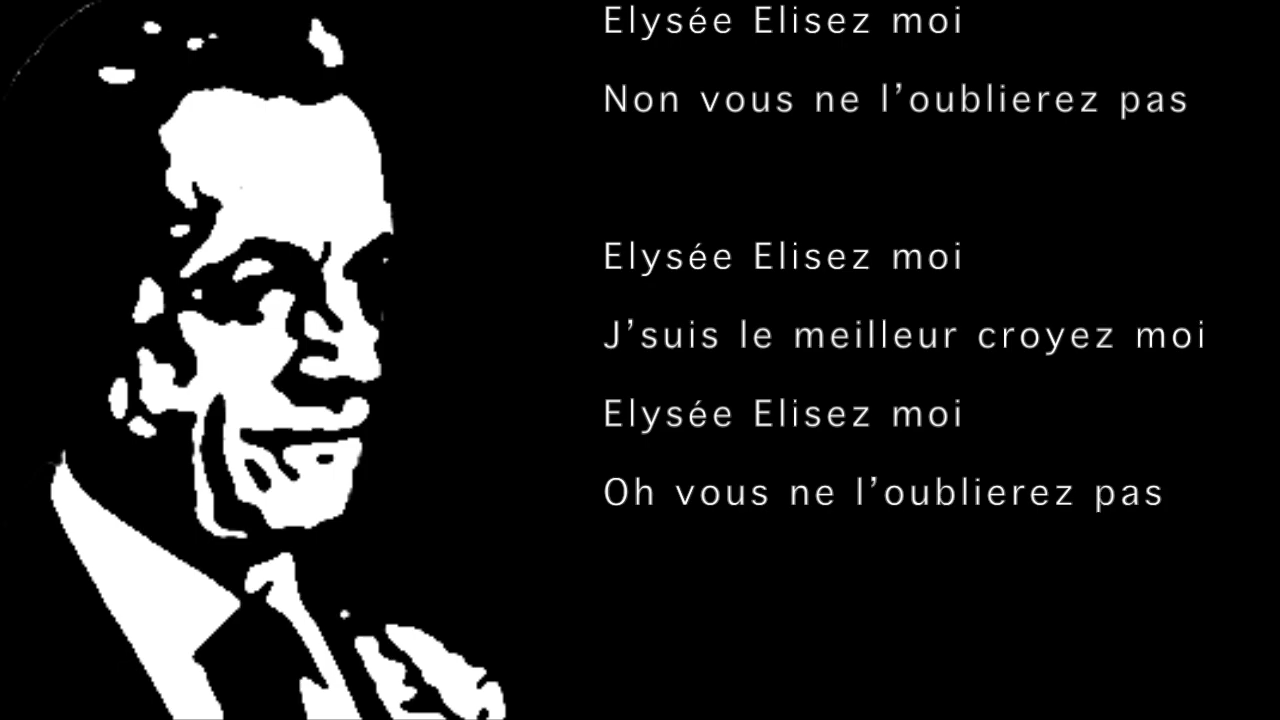 Elysée Elisez moi
Non vous ne l’oublierez pas
Elysée Elisez moi
J’suis le meilleur croyez moi
Elysée Elisez moi
Oh vous ne l’oublierez pas